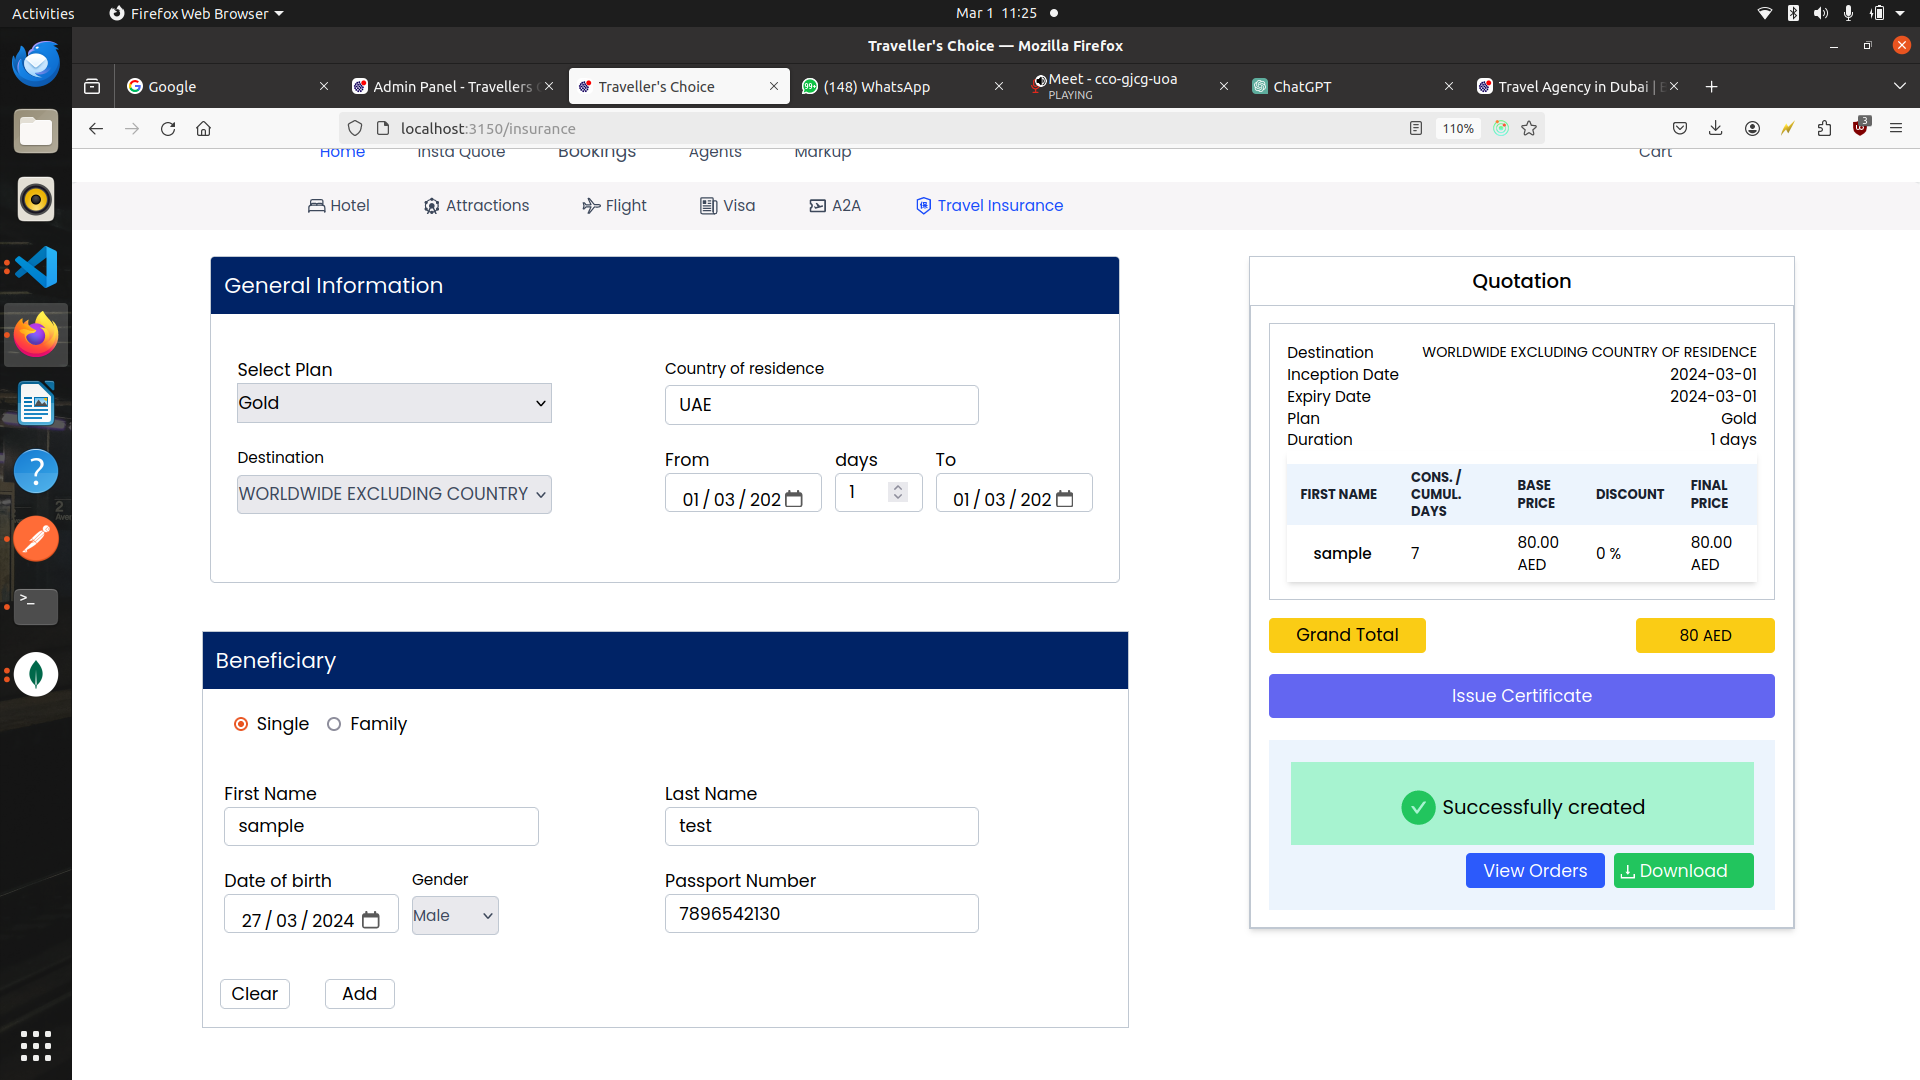 Activities
Firefox Web Browser
Mar 1 11:25
Traveller's Choice — Mozilla Firefox
Google
Admin Panel - Travellers
Traveller's Choice
(148) WhatsApp
Meet - cco-gjcg-uoa
PLAYING
ChatGPT
Travel Agency in Dubai |
localhost:3150/insurance
110%
3
Home
Insta Quote
Bookings
Agents
Markup
Cart
Hotel
Attractions
Flight
Visa
A2A
Travel Insurance
General Information
Select Plan
Gold
Country of residence
UAE
Destination
WORLDWIDE EXCLUDING COUNTRY
From
01 / 03 / 202
days
1
To
01 / 03 / 202
Beneficiary
Single
Family
First Name
sample
Last Name
test
Date of birth
27 / 03 / 2024
Gender
Male
Passport Number
7896542130
Clear
Add
Quotation
Destination WORLDWIDE EXCLUDING COUNTRY OF RESIDENCE
Inception Date 2024-03-01
Expiry Date 2024-03-01
Plan Gold
Duration 1 days
FIRST NAME
CONS. /
CUMUL.
DAYS
BASE
PRICE
DISCOUNT
FINAL
PRICE
sample
7
80.00
AED
0 %
80.00
AED
Grand Total
80 AED
Issue Certificate
Successfully created
View Orders
Download